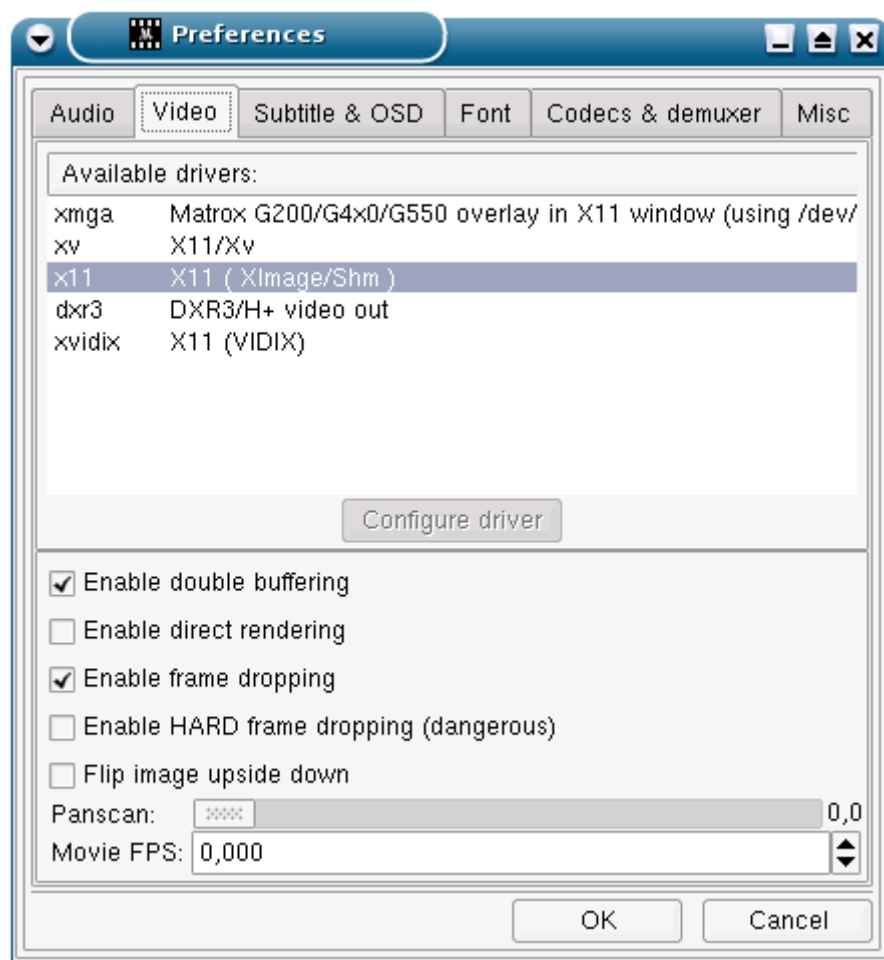 Preferences
Audio Video Subtitle & OSD Font Codecs & demuxer Misc
Available drivers:
xmga Matrox G200/G4x0/G550 overlay in X11 window (using /dev/
xv X11/Xv
x11 X11 ( XImage/Shm )
dxr3 DXR3/H+ video out
xvidix X11 (VIDIX)
Configure driver
Enable double buffering
Enable direct rendering
Enable frame dropping
Enable HARD frame dropping (dangerous)
Flip image upside down
Panscan: 0,0
Movie FPS: 0,000
OK Cancel